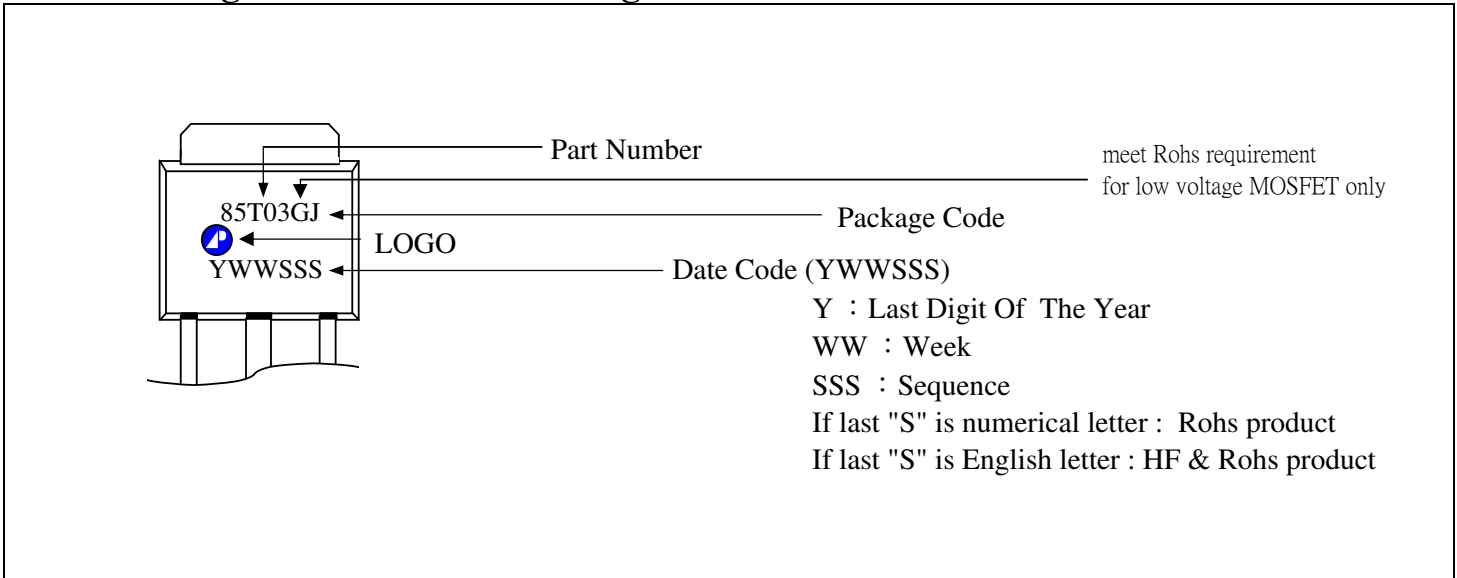 Part Number
meet Rohs requirement
for low voltage MOSFET only
85T03GJ
Package Code
LOGO
YWWSSS
Date Code (YWWSSS)
Y ：Last Digit Of The Year
WW ：Week
SSS ：Sequence
If last "S" is numerical letter : Rohs product
If last "S" is English letter : HF & Rohs product